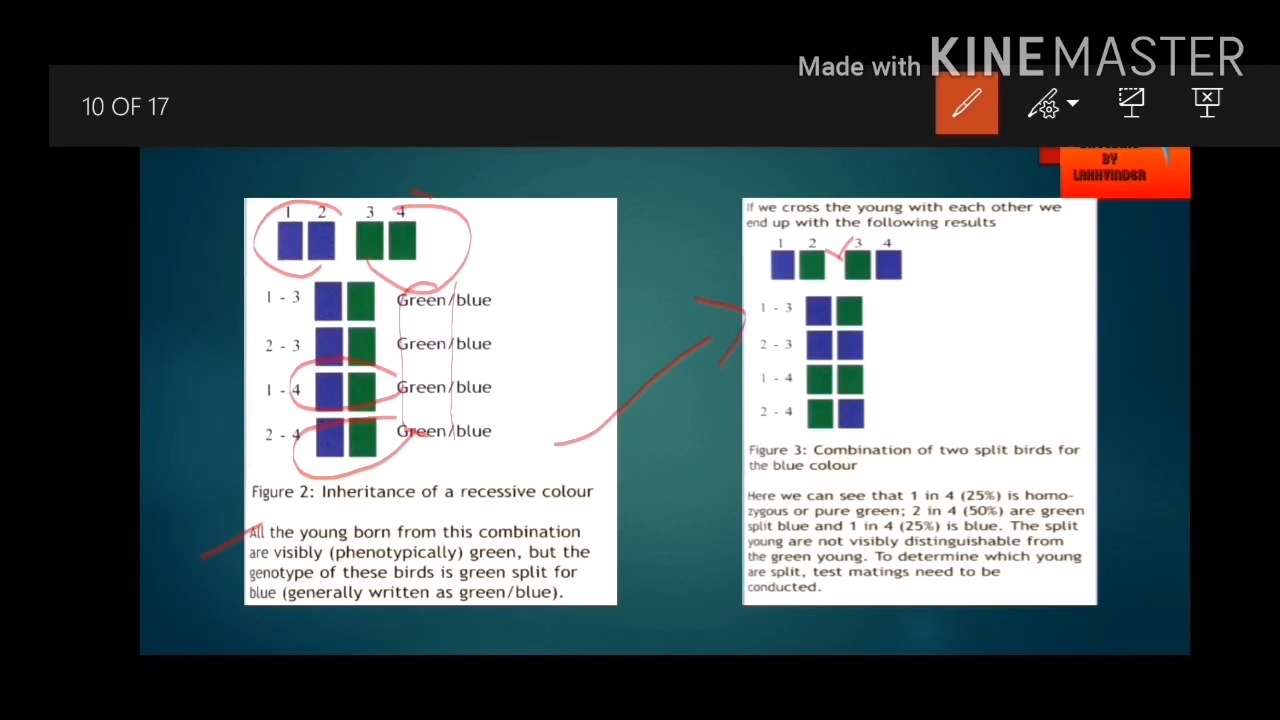 Made with KINEMASTER
10 OF 17
BY
LAKHVINDER
1 2 3 4
1 - 3 Green/blue
2 - 3 Green/blue
1 - 4 Green/blue
2 - 4 Green/blue
Figure 2: Inheritance of a recessive colour
All the young born from this combination
are visibly (phenotypically) green, but the
genotype of these birds is green split for
blue (generally written as green/blue).
If we cross the young with each other we
end up with the following results
1 2 3 4
1 - 3
2 - 3
1 - 4
2 - 4
Figure 3: Combination of two split birds for
the blue colour
Here we can see that 1 in 4 (25%) is homo-
zygous or pure green; 2 in 4 (50%) are green
split blue and 1 in 4 (25%) is blue. The split
young are not visibly distinguishable from
the green young. To determine which young
are split, test matings need to be
conducted.